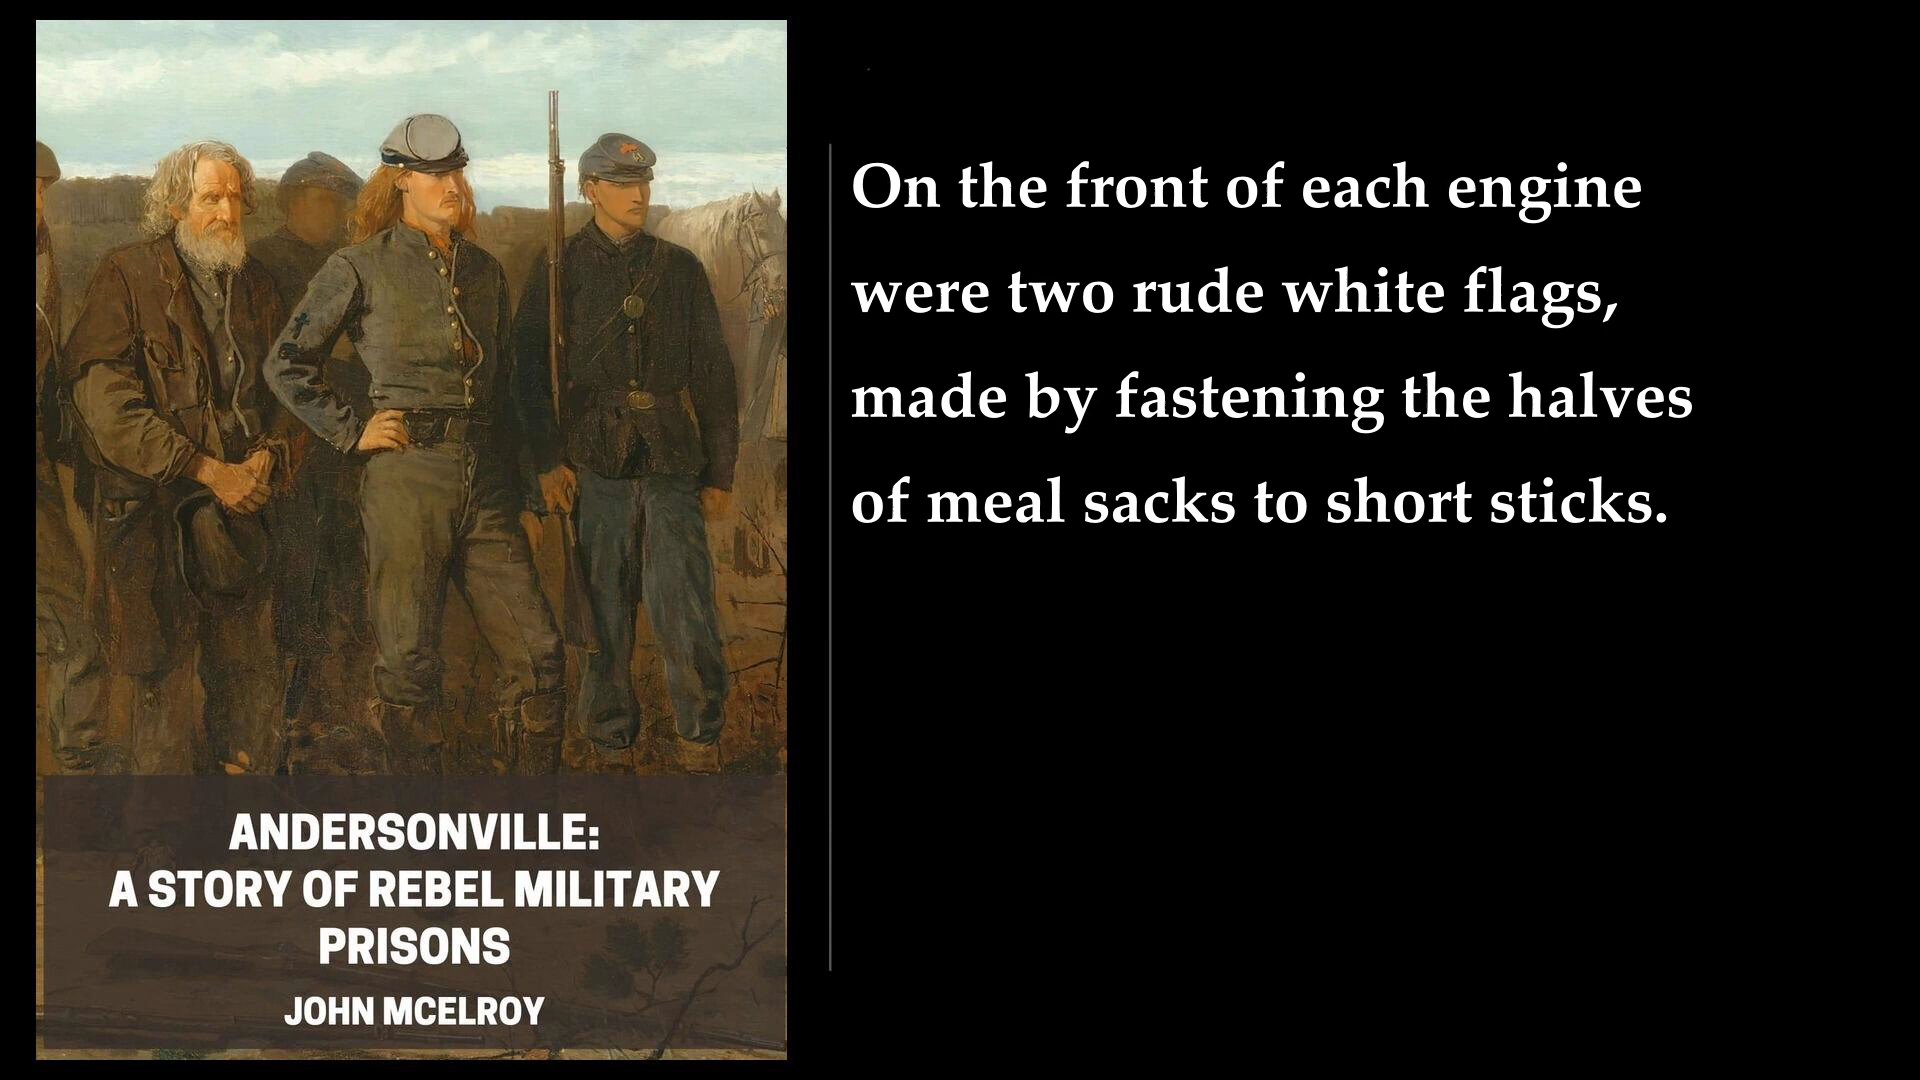 On the front of each engine
were two rude white flags,
made by fastening the halves
of meal sacks to short sticks.
ANDERSONVILLE:
A STORY OF REBEL MILITARY
PRISONS
JOHN MCELROY